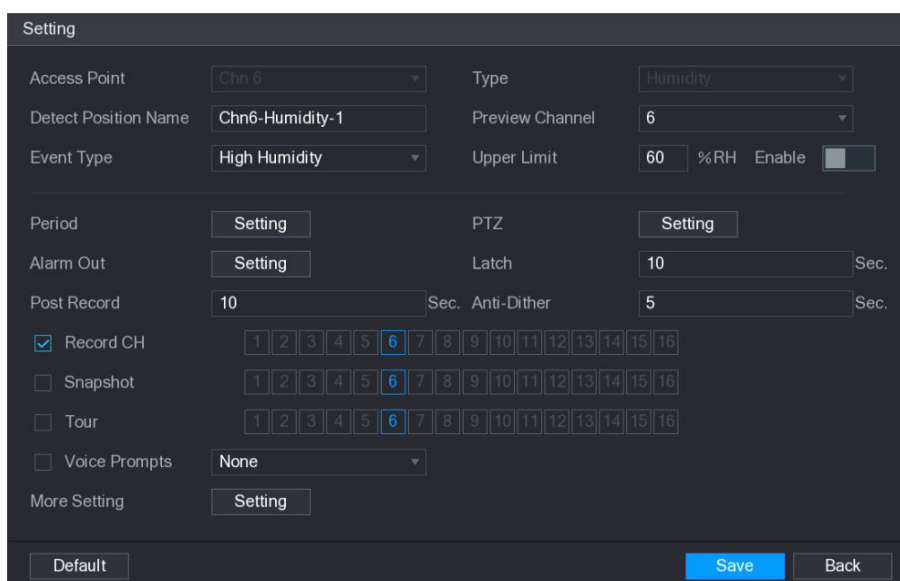 Setting
Access Point Chn 6 Type Humidity
Detect Position Name Chn6-Humidity-1 Preview Channel 6
Event Type High Humidity Upper Limit 60 %RH Enable
Period Setting PTZ Setting
Alarm Out Setting Latch 10 Sec.
Post Record 10 Sec. Anti-Dither 5 Sec.
Record CH 1 2 3 4 5 6 7 8 9 10 11 12 13 14 15 16
Snapshot 1 2 3 4 5 6 7 8 9 10 11 12 13 14 15 16
Tour 1 2 3 4 5 6 7 8 9 10 11 12 13 14 15 16
Voice Prompts None
More Setting Setting
Default Save Back